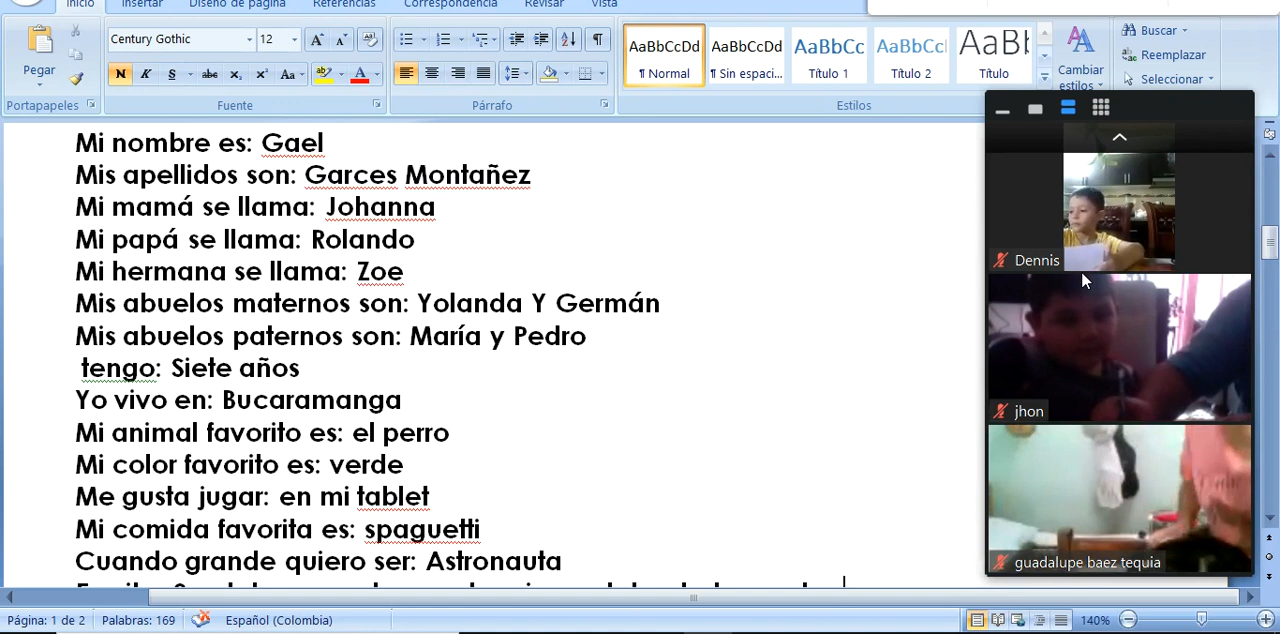 Inicio Insertar Diseño de página Referencias Correspondencia Revisar Vista
Pegar
Portapapeles
Century Gothic 12
N K S abc x₂ x² Aa
Fuente
Párrafo
AaBbCcDd AaBbCcDd AaBbCc AaBbCc AaBb
¶ Normal ¶ Sin espaci... Título 1 Título 2 Título
Estilos
Cambiar
estilos
Buscar
Reemplazar
Seleccionar
Mi nombre es: Gael
Mis apellidos son: Garces Montañez
Mi mamá se llama: Johanna
Mi papá se llama: Rolando
Mi hermana se llama: Zoe
Mis abuelos maternos son: Yolanda Y Germán
Mis abuelos paternos son: María y Pedro
tengo: Siete años
Yo vivo en: Bucaramanga
Mi animal favorito es: el perro
Mi color favorito es: verde
Me gusta jugar: en mi tablet
Mi comida favorita es: spaguetti
Cuando grande quiero ser: Astronauta
Dennis
jhon
guadalupe baez tequia
Página: 1 de 2 Palabras: 169 Español (Colombia) 140%